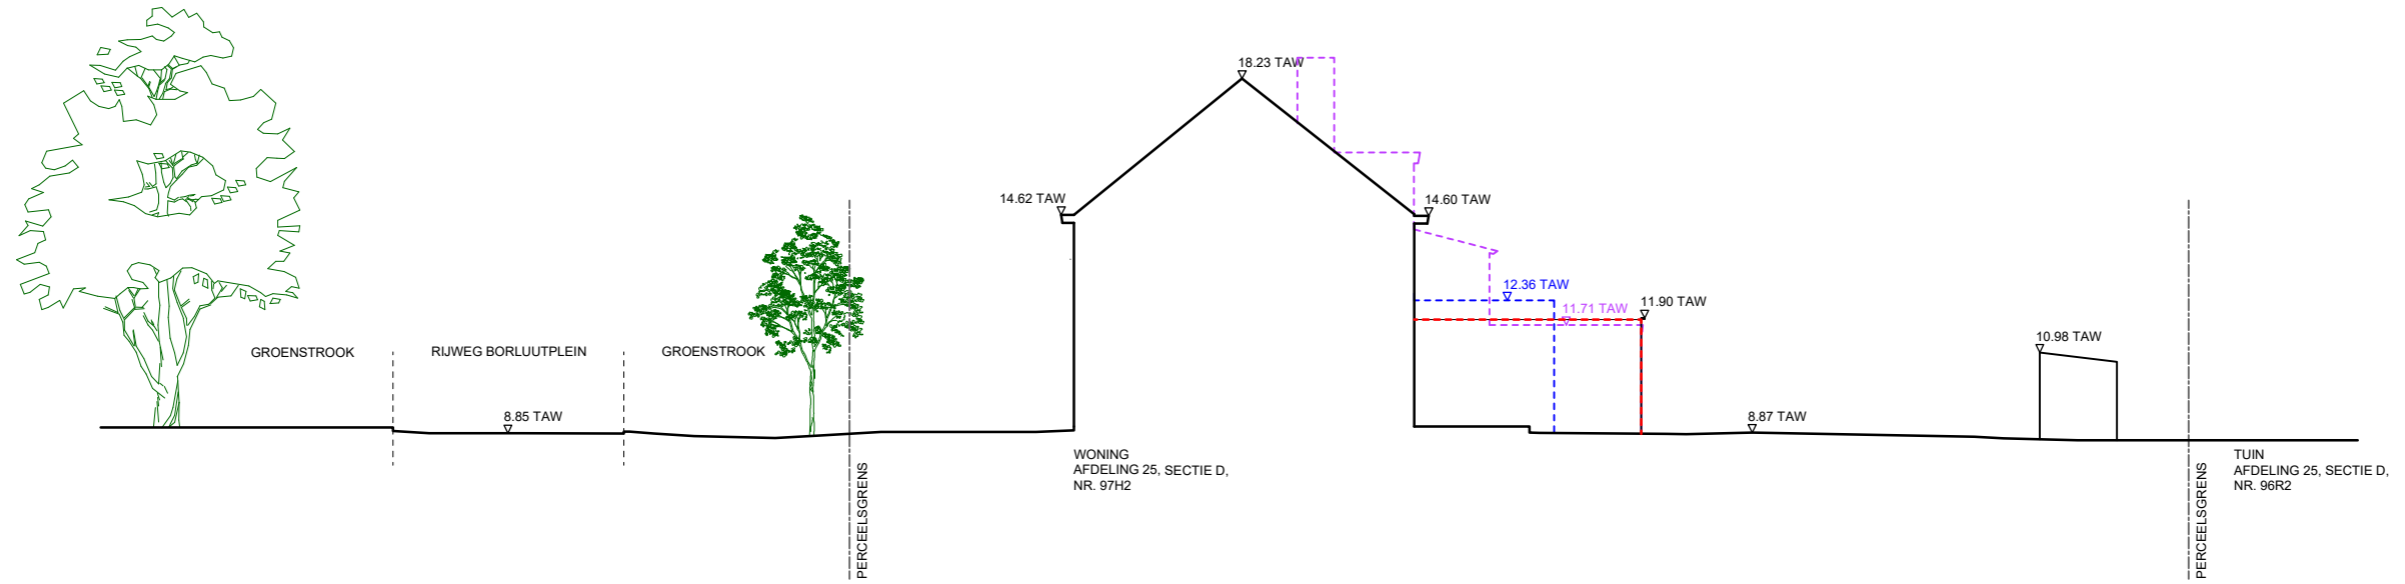 18.23 TAW
14.62 TAW
14.60 TAW
12.36 TAW
11.71 TAW
11.90 TAW
10.98 TAW
GROENSTROOK
RIJWEG BORLUUTPLEIN
GROENSTROOK
8.85 TAW
8.87 TAW
PERCEELSGRENS
WONING
AFDELING 25, SECTIE D,
NR. 97H2
PERCEELSGRENS
TUIN
AFDELING 25, SECTIE D,
NR. 96R2